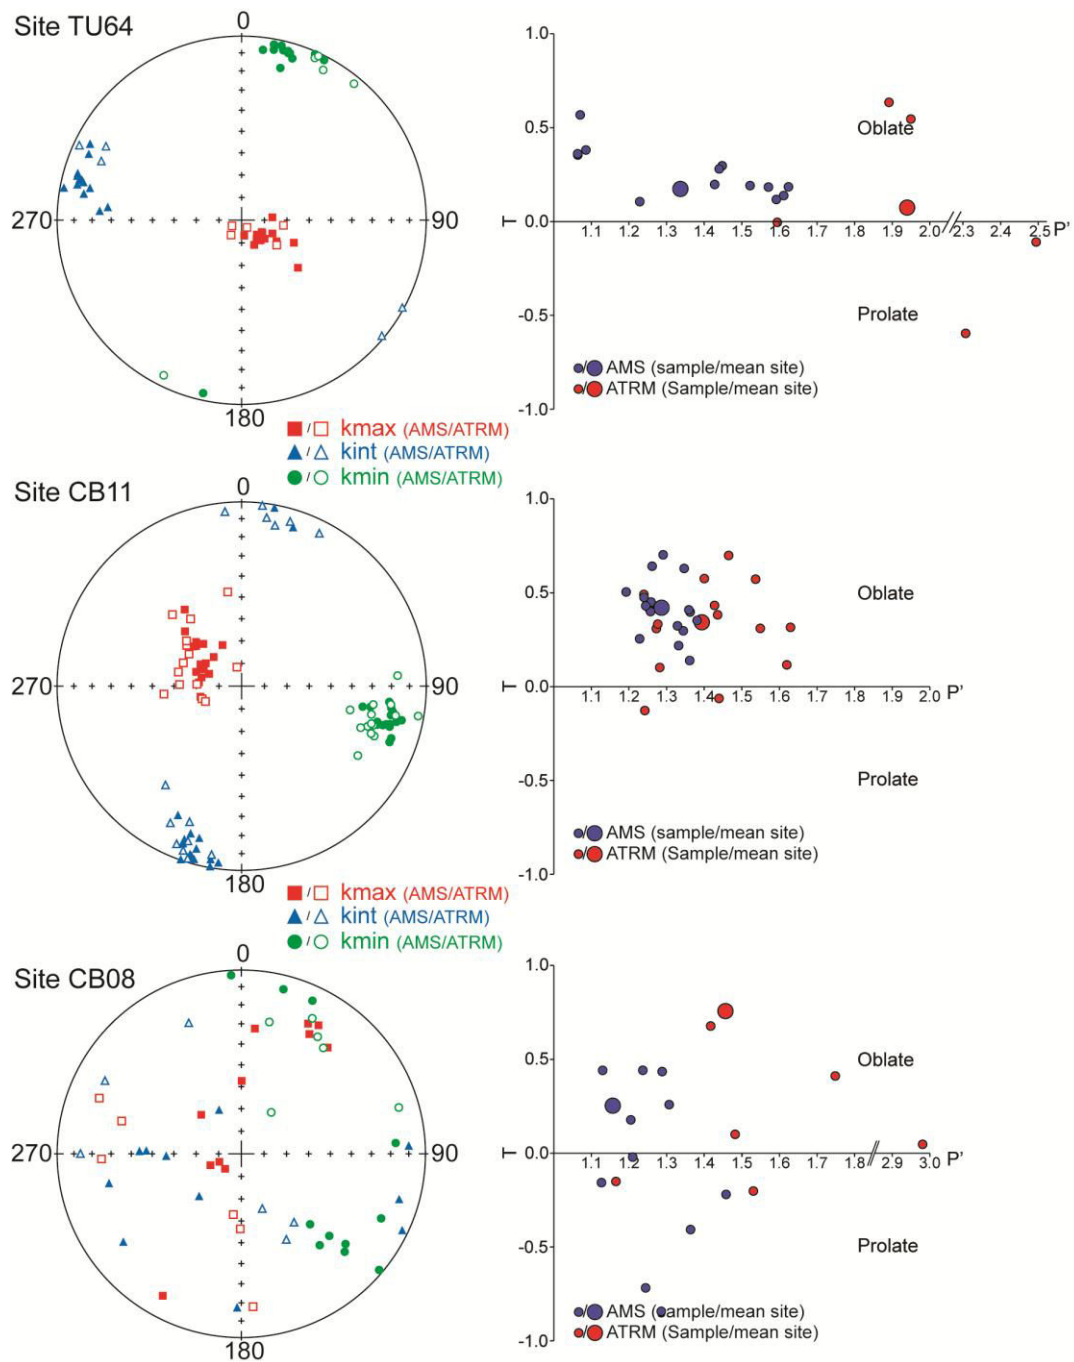 Site TU64
0
270
90
180
1.0
0.5
0.0
-0.5
-1.0
T
1.1 1.2 1.3 1.4 1.5 1.6 1.7 1.8 1.9 2.0 2.3 2.4 2.5 P'
Oblate
Prolate
AMS (sample/mean site)
ATRM (Sample/mean site)
/ kmax (AMS/ATRM)
/ kint (AMS/ATRM)
/ kmin (AMS/ATRM)
Site CB11
0
270
90
180
1.0
0.5
0.0
-0.5
-1.0
T
1.1 1.2 1.3 1.4 1.5 1.6 1.7 1.8 1.9 2.0 P'
Oblate
Prolate
AMS (sample/mean site)
ATRM (Sample/mean site)
/ kmax (AMS/ATRM)
/ kint (AMS/ATRM)
/ kmin (AMS/ATRM)
Site CB08
0
270
90
180
1.0
0.5
0.0
-0.5
-1.0
T
1.1 1.2 1.3 1.4 1.5 1.6 1.7 1.8 2.9 3.0 P'
Oblate
Prolate
AMS (sample/mean site)
ATRM (Sample/mean site)